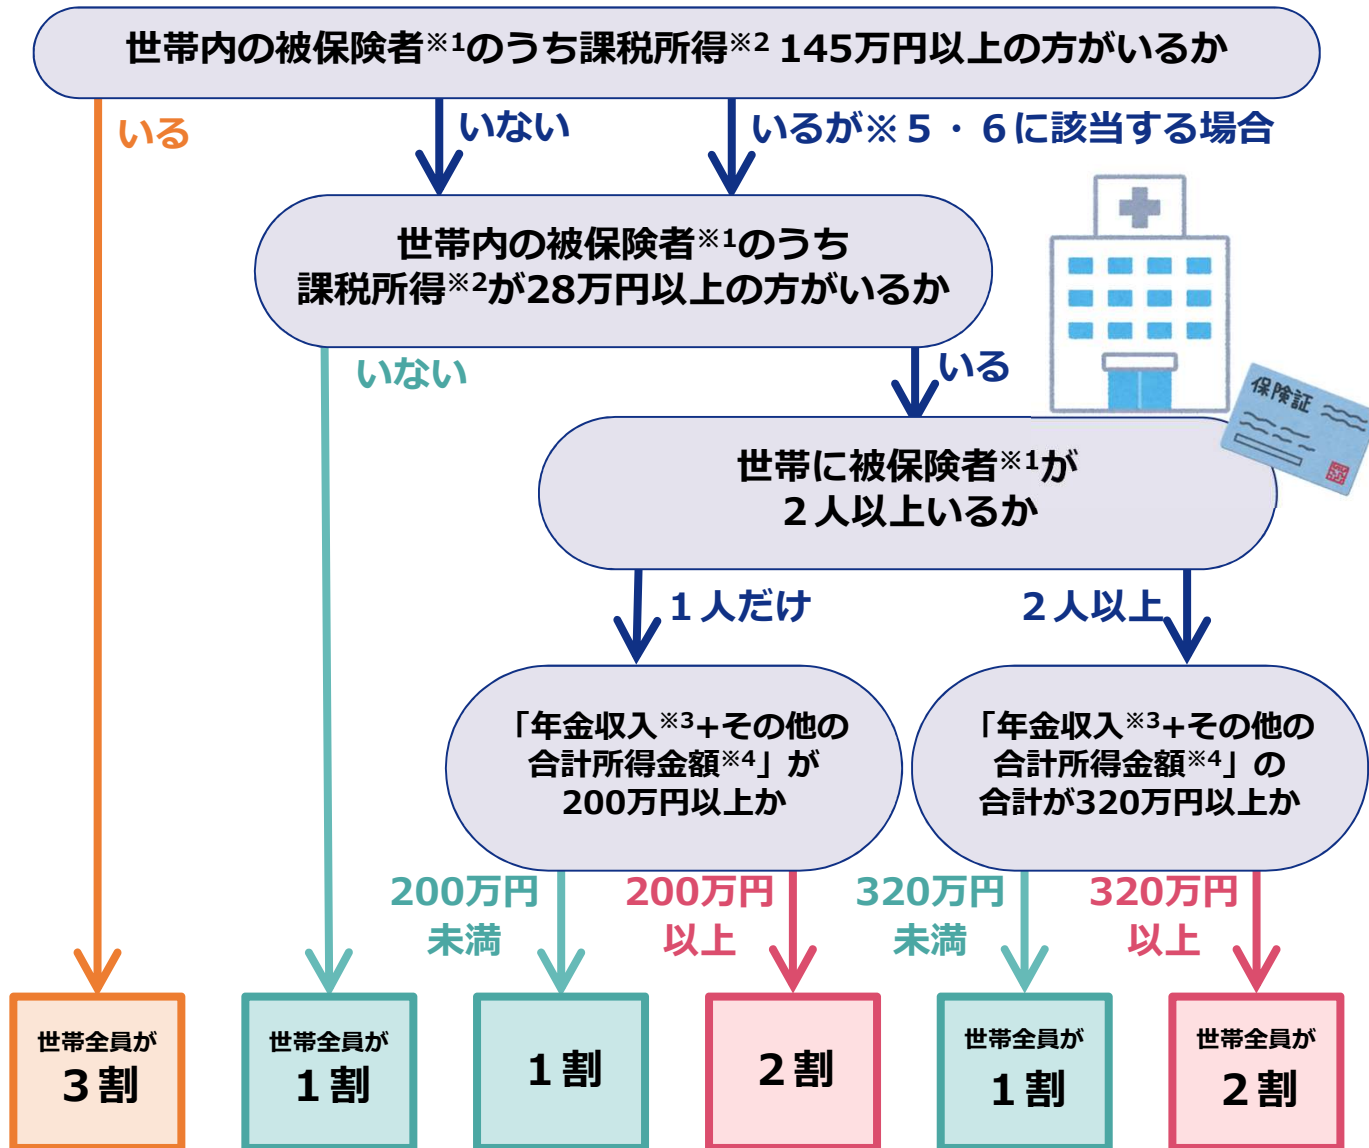 世帯内の被保険者※1のうち課税所得※2 145万円以上の方がいるか
いる
いない
いるが※５・６に該当する場合
世帯内の被保険者※1のうち
課税所得※2が28万円以上の方がいるか
いない
いる
保険証
世帯に被保険者※1が
２人以上いるか
１人だけ
２人以上
「年金収入※3+その他の
合計所得金額※4」が
200万円以上か
「年金収入※3+その他の
合計所得金額※4」の
合計が320万円以上か
200万円
未満
200万円
以上
320万円
未満
320万円
以上
世帯全員が
３割
世帯全員が
１割
１割
２割
世帯全員が
１割
世帯全員が
２割